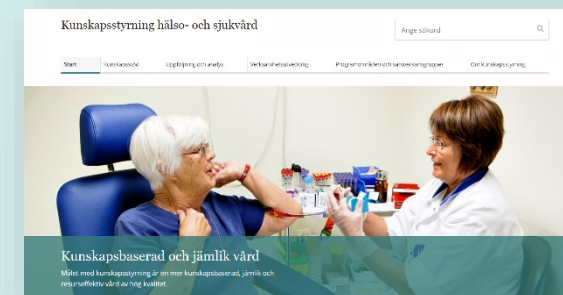 Kunskapsstyrning hälso- och sjukvård
Ange sökord
Start Kunskapsstöd Uppföljning och analys Verksamhetsutveckling Programområden och samverkansgrupper Om kunskapsstyrning
Kunskapsbaserad och jämlik vård
Målet med kunskapsstyrning är en mer kunskapsbaserad, jämlik och
resurseffektiv vård av hög kvalitet.